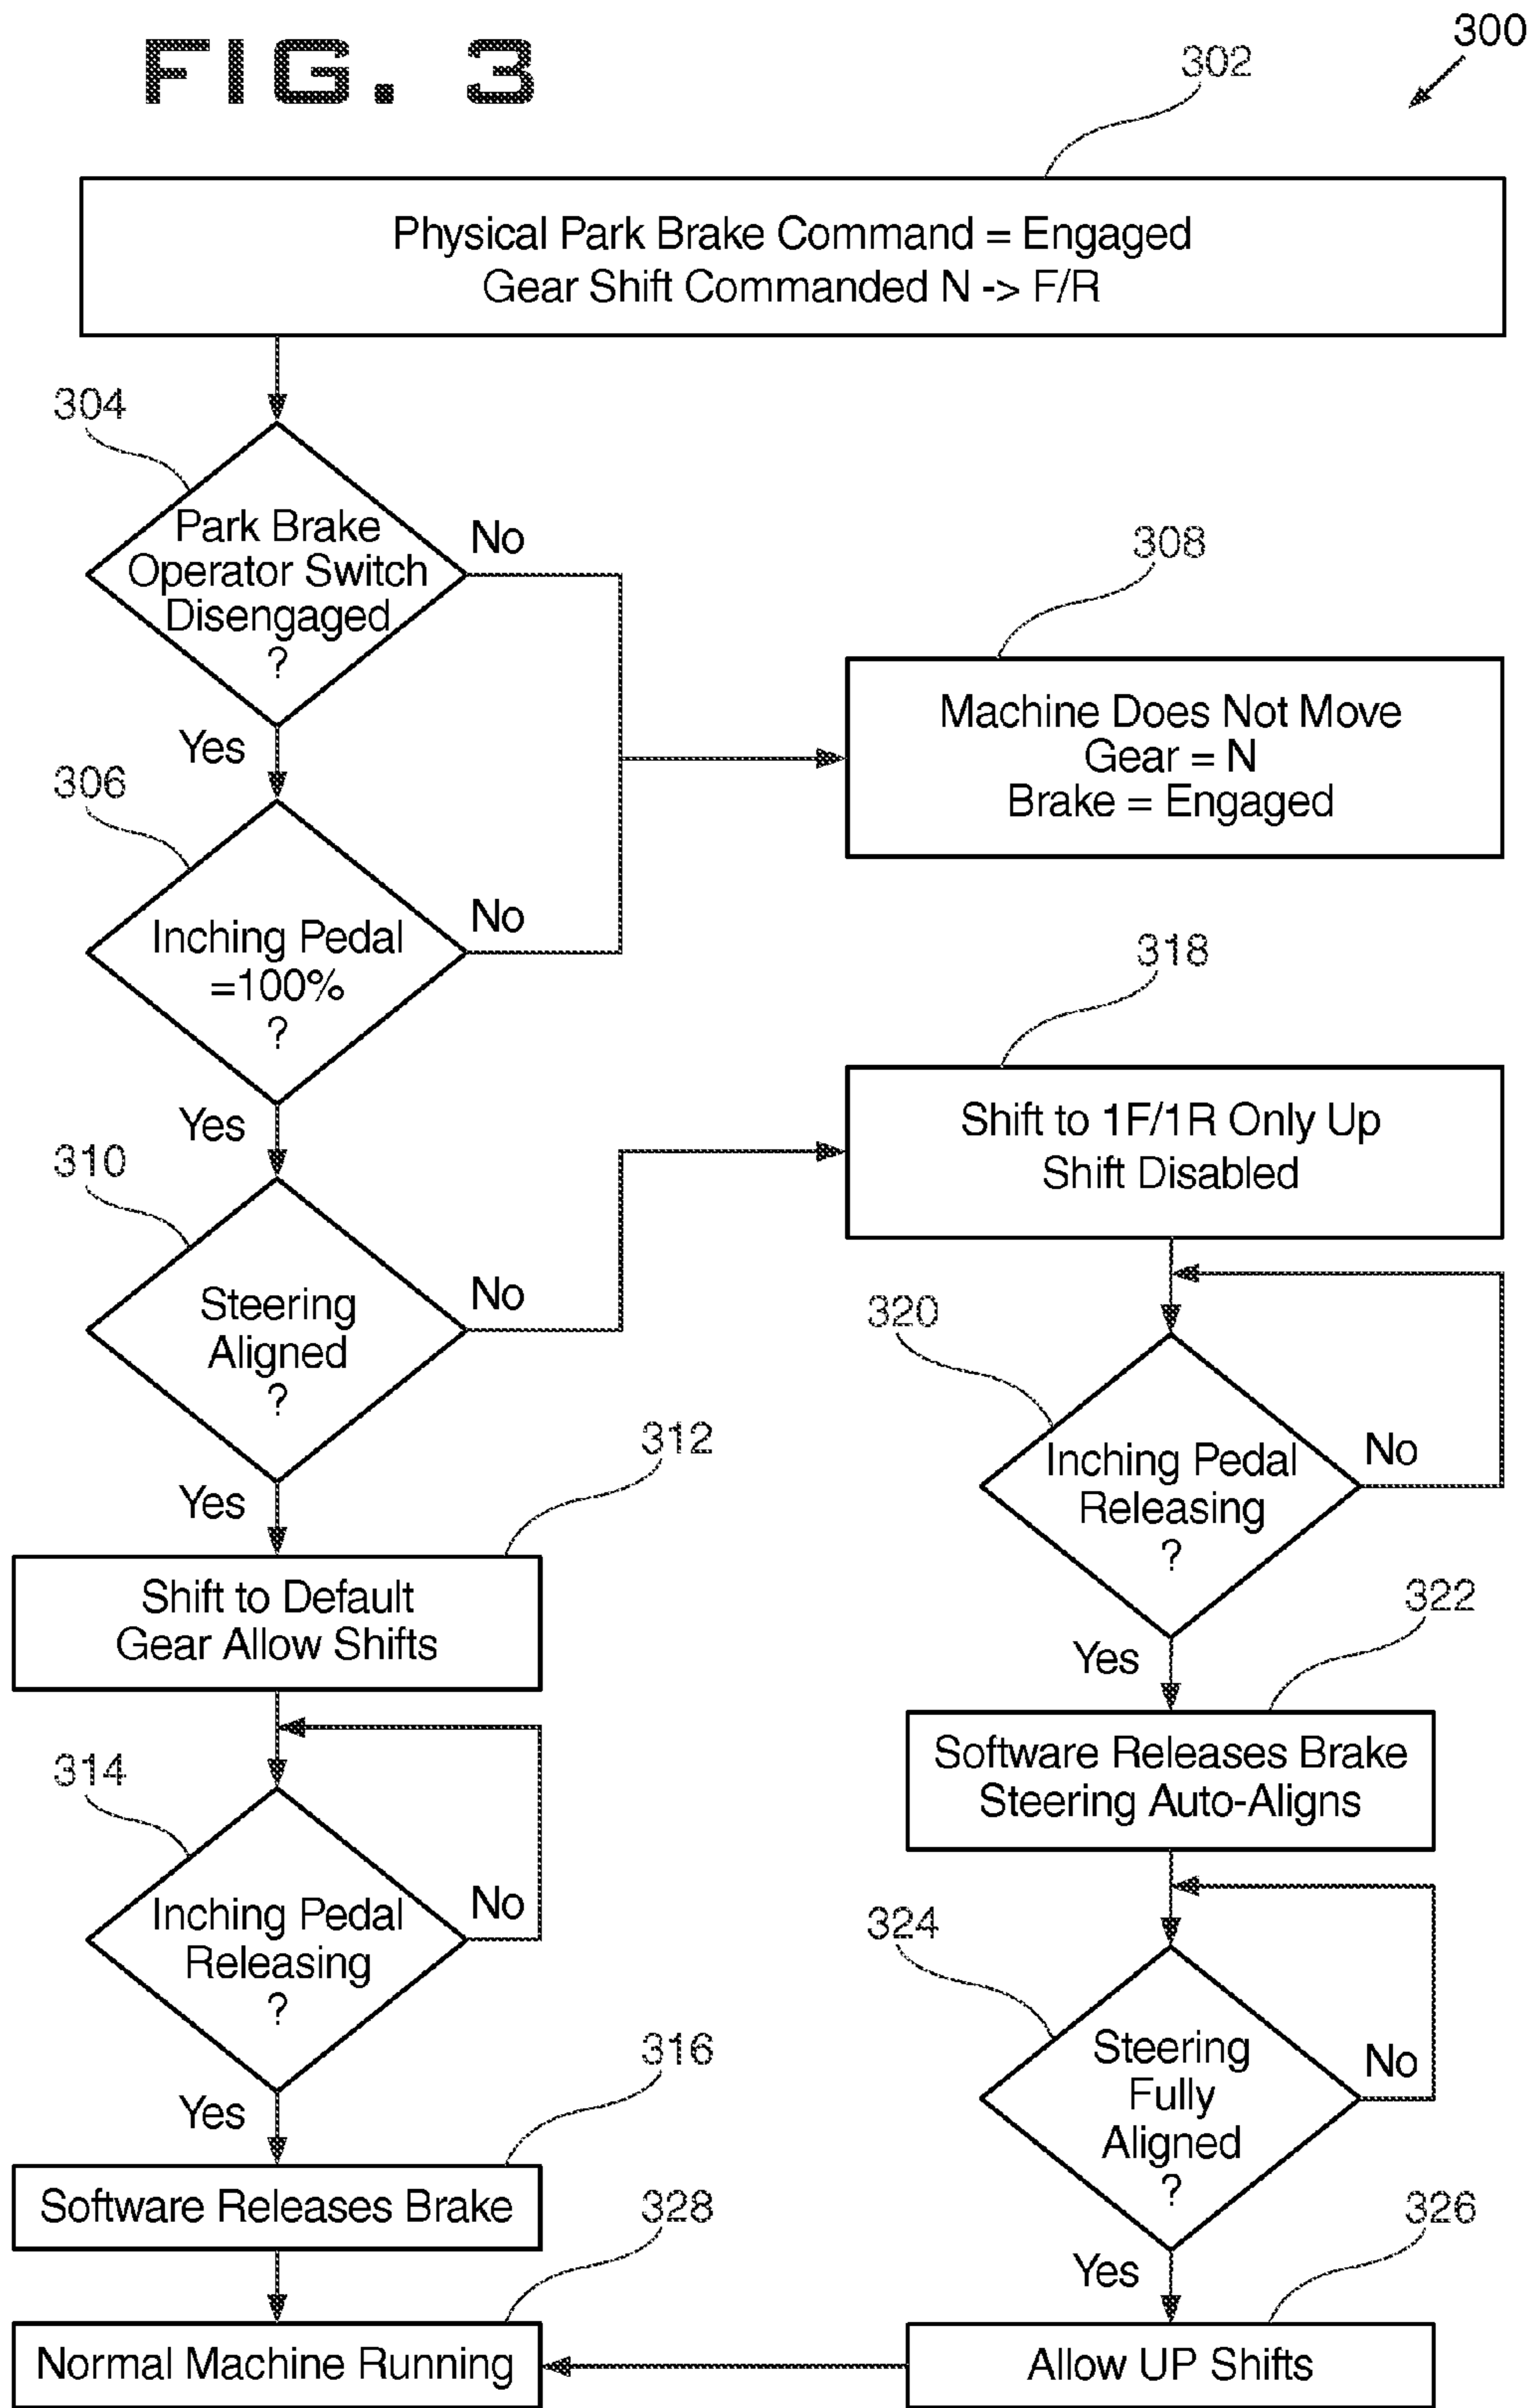 FIG. 3
300
302
Physical Park Brake Command = Engaged
Gear Shift Commanded N -> F/R
304
Park Brake
Operator Switch
Disengaged
?
No
Yes
308
Machine Does Not Move
Gear = N
Brake = Engaged
306
Inching Pedal
=100%
?
No
Yes
310
Steering
Aligned
?
No
Yes
318
Shift to 1F/1R Only Up
Shift Disabled
320
Inching Pedal
Releasing
?
No
Yes
312
Shift to Default
Gear Allow Shifts
314
Inching Pedal
Releasing
?
No
Yes
322
Software Releases Brake
Steering Auto-Aligns
324
Steering
Fully
Aligned
?
No
Yes
316
Software Releases Brake
328
Normal Machine Running
326
Allow UP Shifts